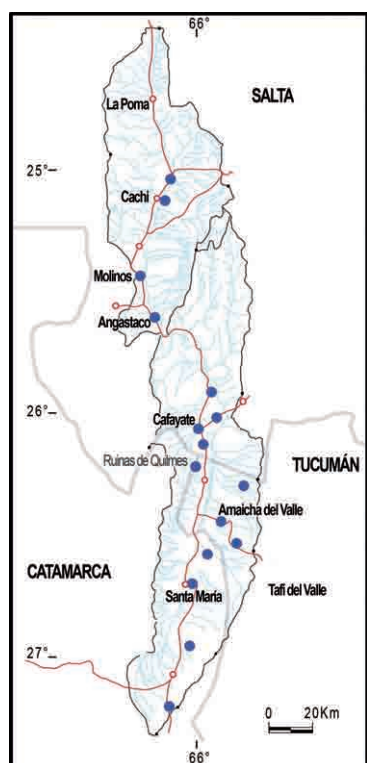 66°
SALTA
La Poma
25°
Cachi
Molinos
Angastaco
26°
Cafayate
Ruinas de Quilmes
TUCUMÁN
Amaicha del Valle
CATAMARCA
Santa María
Tafi del Valle
27°
0 20Km
66°